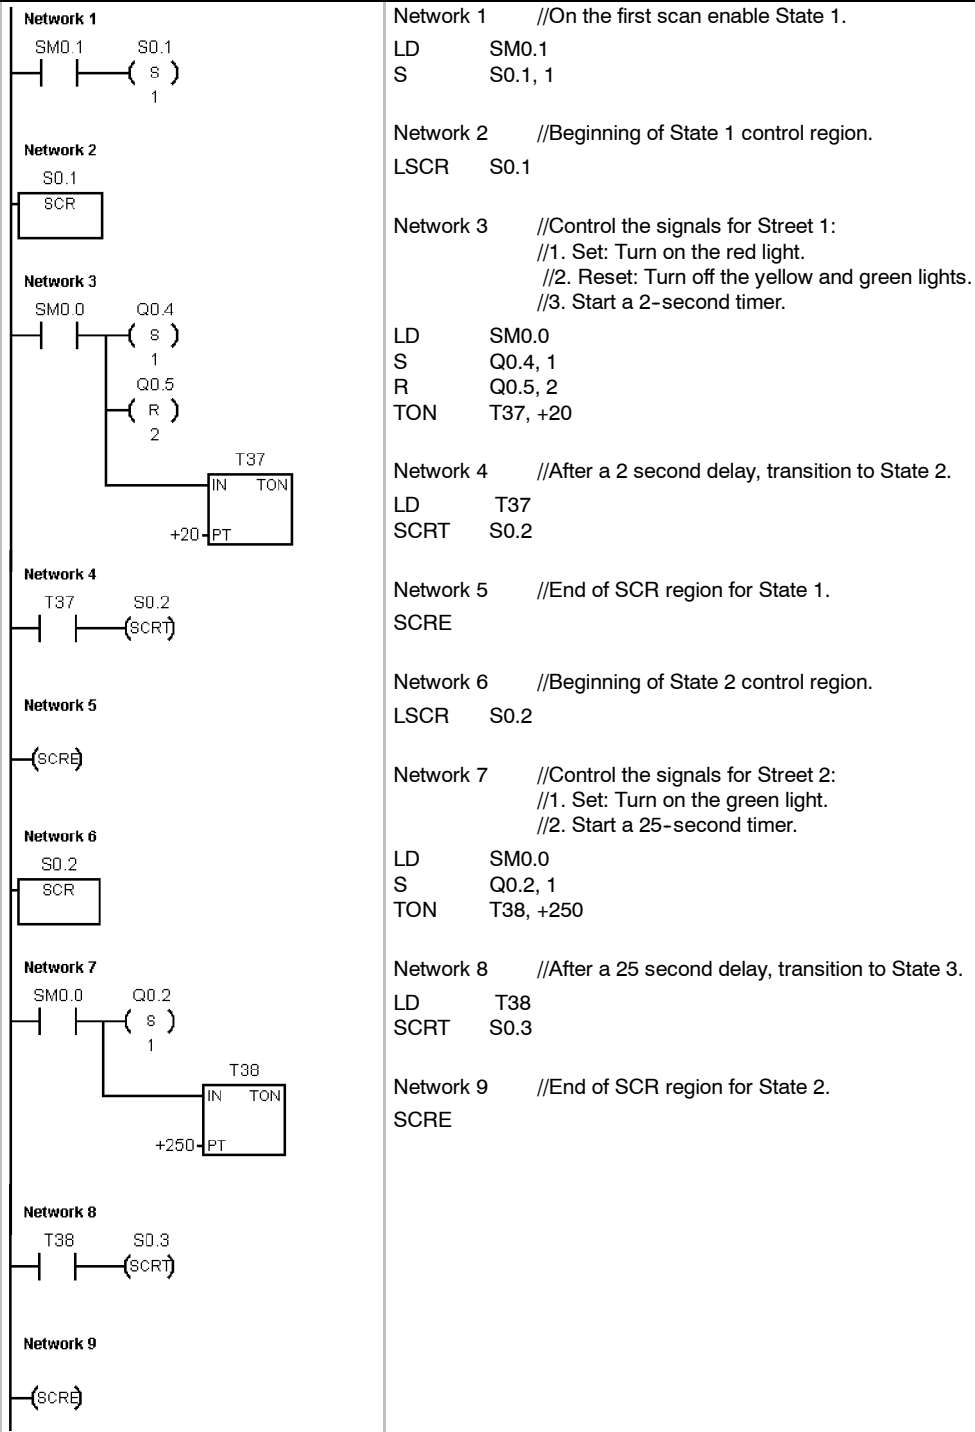 Network 1
SM0.1 S0.1
S
1
Network 2
S0.1
SCR
Network 3
SM0.0 Q0.4
S
1
Q0.5
R
2
T37
IN TON
+20 PT
Network 4
T37 S0.2
SCRT
Network 5
SCRE
Network 6
S0.2
SCR
Network 7
SM0.0 Q0.2
S
1
T38
IN TON
+250 PT
Network 8
T38 S0.3
SCRT
Network 9
SCRE
Network 1 //On the first scan enable State 1.
LD SM0.1
S S0.1, 1
Network 2 //Beginning of State 1 control region.
LSCR S0.1
Network 3 //Control the signals for Street 1:
//1. Set: Turn on the red light.
//2. Reset: Turn off the yellow and green lights.
//3. Start a 2-second timer.
LD SM0.0
S Q0.4, 1
R Q0.5, 2
TON T37, +20
Network 4 //After a 2 second delay, transition to State 2.
LD T37
SCRT S0.2
Network 5 //End of SCR region for State 1.
SCRE
Network 6 //Beginning of State 2 control region.
LSCR S0.2
Network 7 //Control the signals for Street 2:
//1. Set: Turn on the green light.
//2. Start a 25-second timer.
LD SM0.0
S Q0.2, 1
TON T38, +250
Network 8 //After a 25 second delay, transition to State 3.
LD T38
SCRT S0.3
Network 9 //End of SCR region for State 2.
SCRE